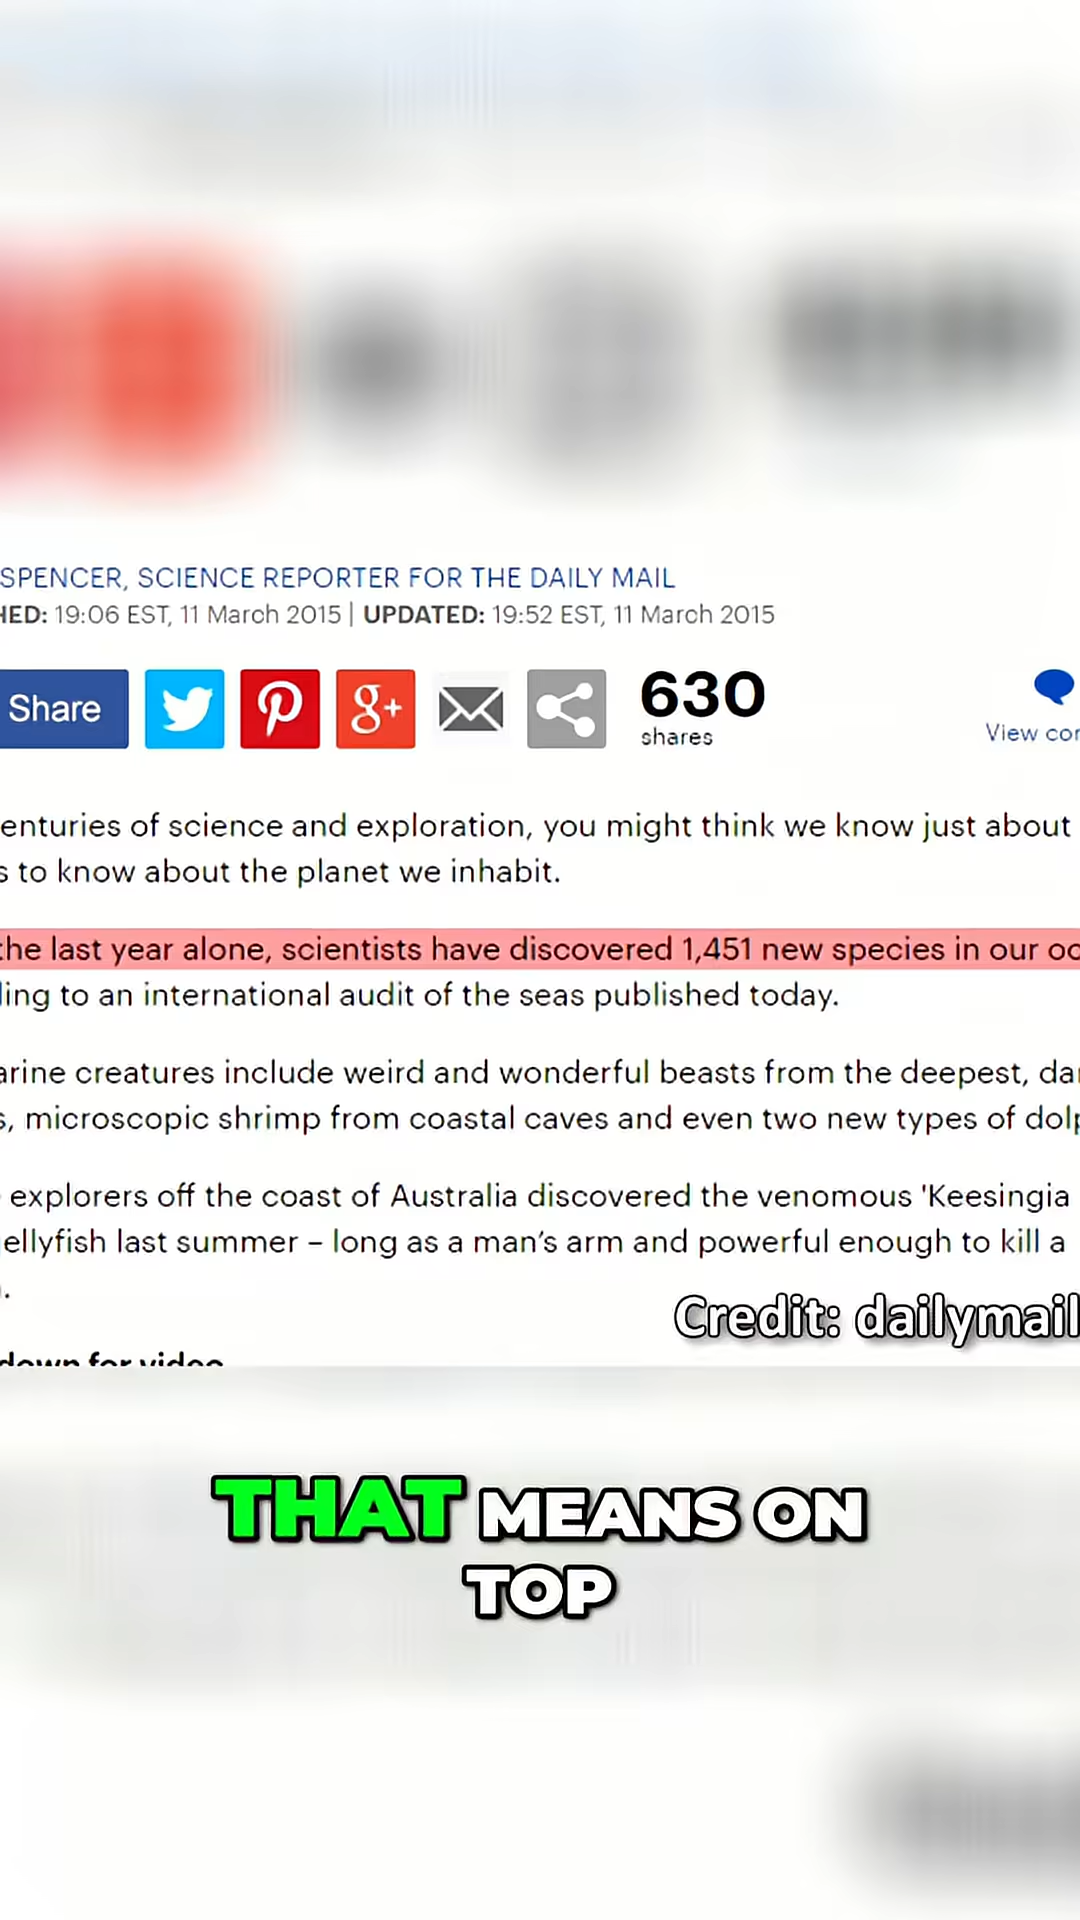 SPENCER, SCIENCE REPORTER FOR THE DAILY MAIL
HED: 19:06 EST, 11 March 2015 | UPDATED: 19:52 EST, 11 March 2015
Share g+ 630
shares
View con
enturies of science and exploration, you might think we know just about
s to know about the planet we inhabit.
the last year alone, scientists have discovered 1,451 new species in our oc
ling to an international audit of the seas published today.
arine creatures include weird and wonderful beasts from the deepest, dar
s, microscopic shrimp from coastal caves and even two new types of dolp
explorers off the coast of Australia discovered the venomous 'Keesingia
ellyfish last summer – long as a man's arm and powerful enough to kill a
.
Credit: dailymail
down for video
THAT MEANS ON
TOP